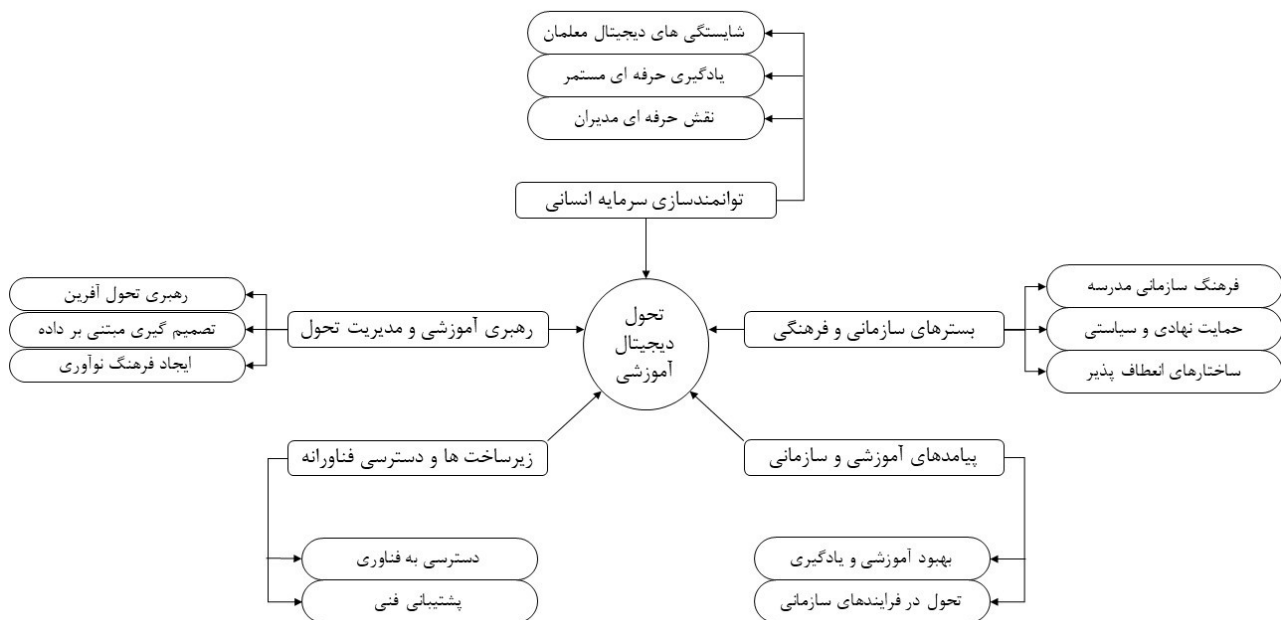 شایستگی های دیجیتال معلمان
یادگیری حرفه ای مستمر
نقش حرفه ای مدیران
توانمندسازی سرمایه انسانی
فرهنگ سازمانی مدرسه
حمایت نهادی و سیاستی
ساختارهای انعطاف پذیر
بسترهای سازمانی و فرهنگی
تحول
دیجیتال
آموزشی
رهبری آموزشی و مدیریت تحول
رهبری تحول آفرین
تصمیم گیری مبتنی بر داده
ایجاد فرهنگ نوآوری
پیامدهای آموزشی و سازمانی
بهبود آموزشی و یادگیری
تحول در فرایندهای سازمانی
زیرساخت ها و دسترسی فناورانه
دسترسی به فناوری
پشتیبانی فنی